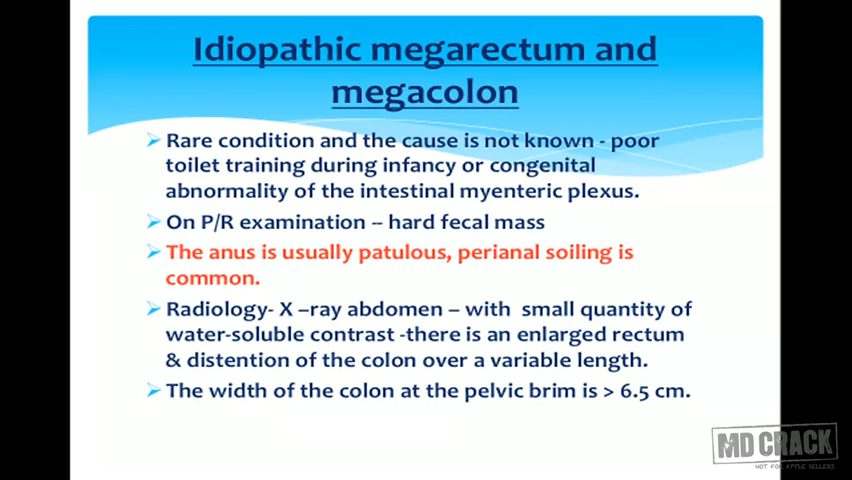 Idiopathic megarectum and
megacolon
Rare condition and the cause is not known - poor
toilet training during infancy or congenital
abnormality of the intestinal myenteric plexus.
On P/R examination -- hard fecal mass
The anus is usually patulous, perianal soiling is
common.
Radiology- X –ray abdomen – with small quantity of
water-soluble contrast -there is an enlarged rectum
& distention of the colon over a variable length.
The width of the colon at the pelvic brim is > 6.5 cm.
MD CRACK
NOT FOR APPLE SELLERS